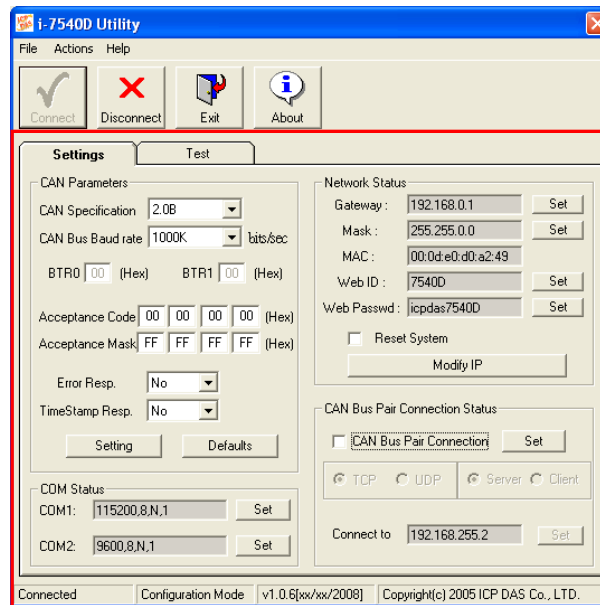 i-7540D Utility
File Actions Help
Connect Disconnect Exit About
Settings Test
CAN Parameters
CAN Specification 2.0B
CAN Bus Baud rate 1000K bits/sec
BTR0 00 (Hex) BTR1 00 (Hex)
Acceptance Code 00 00 00 00 (Hex)
Acceptance Mask FF FF FF FF (Hex)
Error Resp. No
TimeStamp Resp. No
Setting Defaults
COM Status
COM1: 115200,8,N,1 Set
COM2: 9600,8,N,1 Set
Network Status
Gateway : 192.168.0.1 Set
Mask : 255.255.0.0 Set
MAC : 00:0d:e0:d0:a2:49
Web ID : 7540D Set
Web Passwd : icpdas7540D Set
Reset System
Modify IP
CAN Bus Pair Connection Status
CAN Bus Pair Connection Set
TCP UDP Server Client
Connect to 192.168.255.2 Set
Connected Configuration Mode v1.0.6[xx/xx/2008] Copyright(c) 2005 ICP DAS Co., LTD.